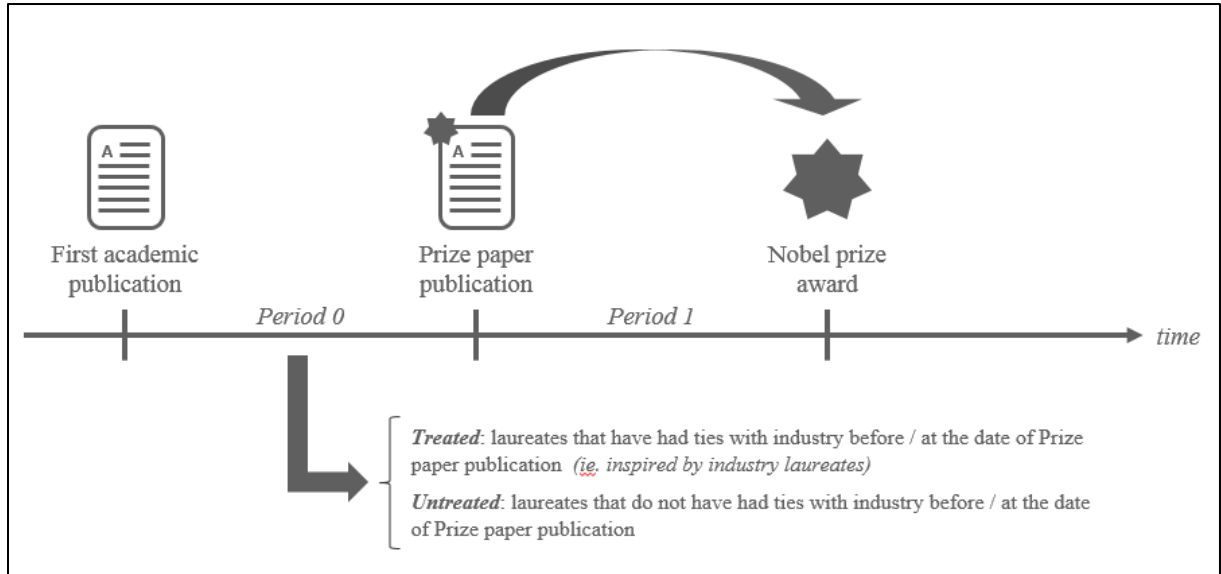 A
A
First academic
publication
Prize paper
publication
Nobel prize
award
Period 0
Period 1
time
Treated: laureates that have had ties with industry before / at the date of Prize
paper publication (ie. inspired by industry laureates)
Untreated: laureates that do not have had ties with industry before / at the date
of Prize paper publication